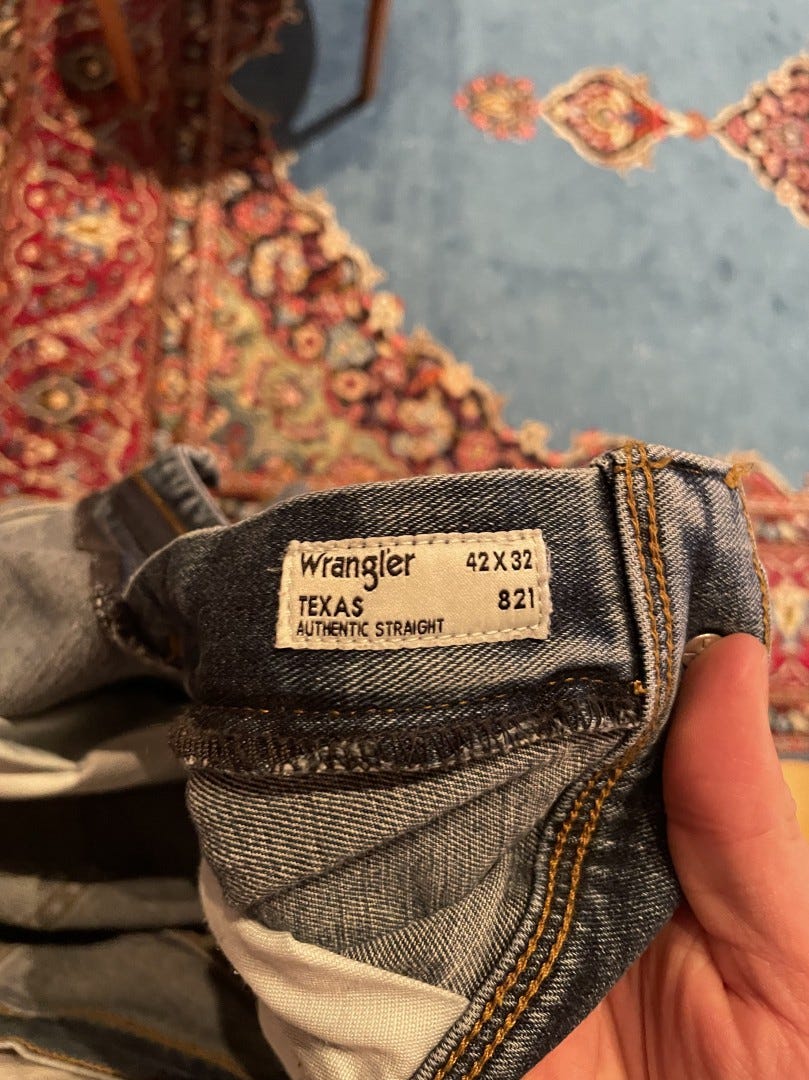 Wrangler 42 X 32
TEXAS 821
AUTHENTIC STRAIGHT